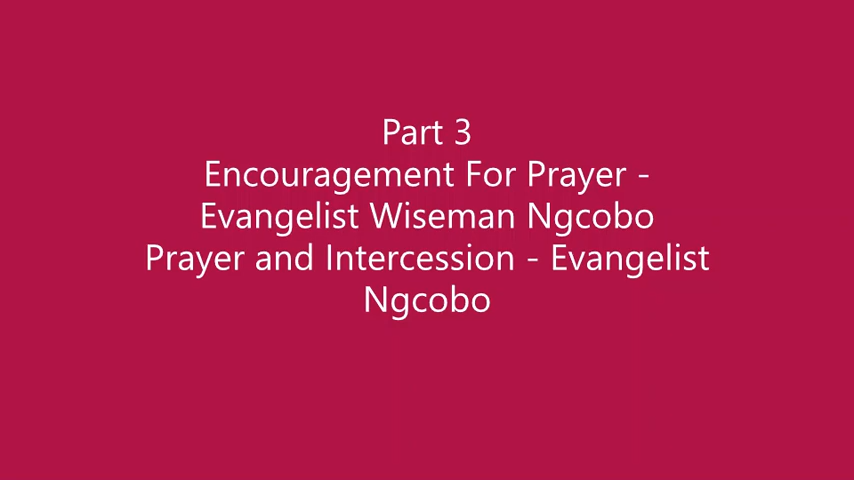 Part 3
Encouragement For Prayer -
Evangelist Wiseman Ngcobo
Prayer and Intercession - Evangelist
Ngcobo